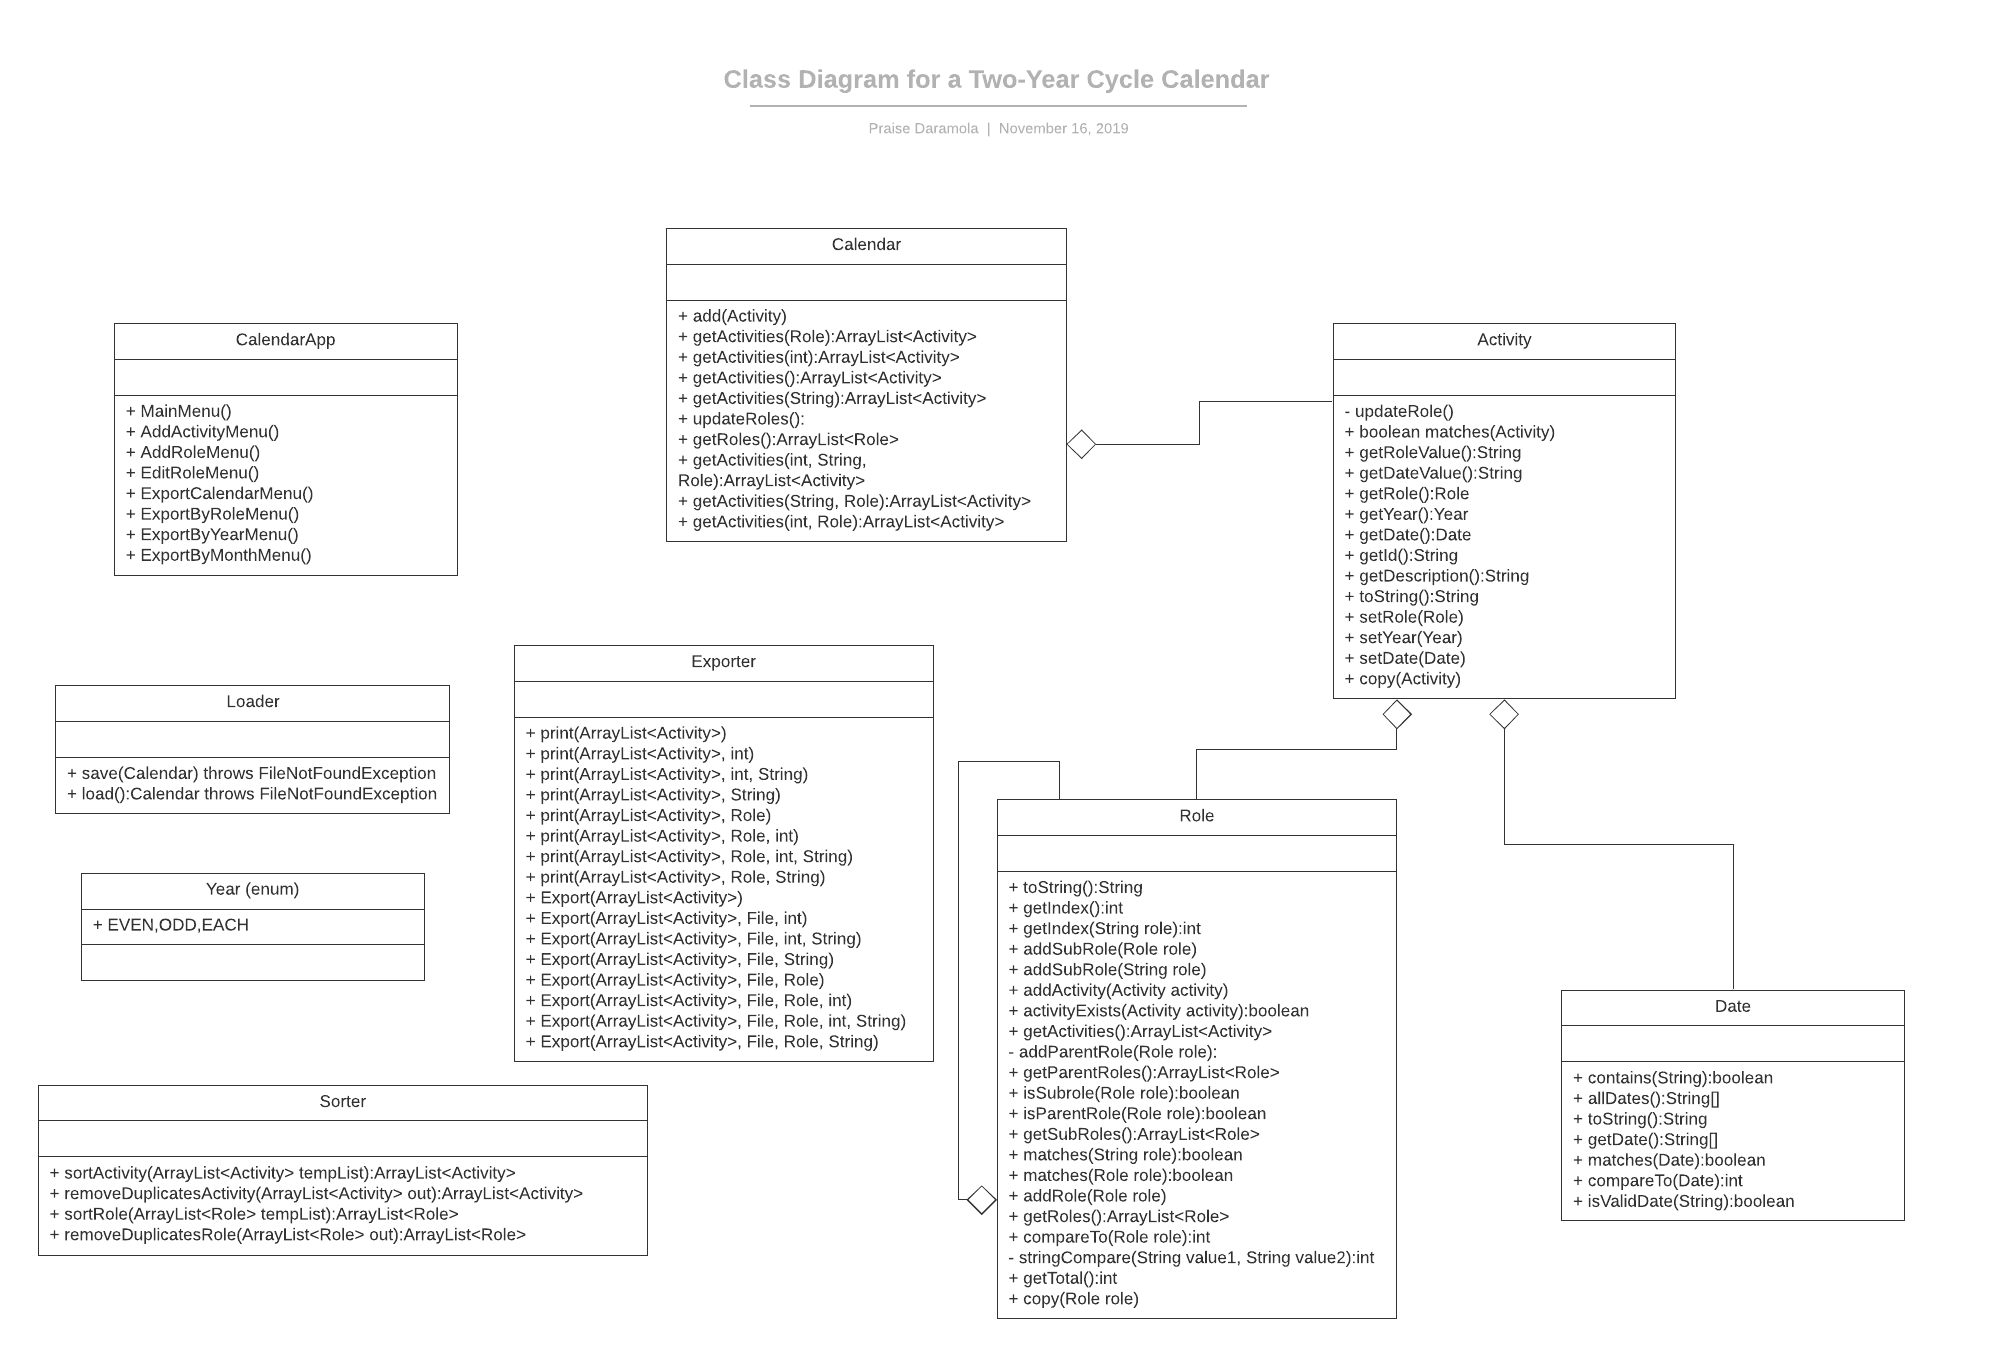 Class Diagram for a Two-Year Cycle Calendar
Praise Daramola | November 16, 2019
Calendar
+ add(Activity)
+ getActivities(Role):ArrayList<Activity>
+ getActivities(int):ArrayList<Activity>
+ getActivities():ArrayList<Activity>
+ getActivities(String):ArrayList<Activity>
+ updateRoles():
+ getRoles():ArrayList<Role>
+ getActivities(int, String,
Role):ArrayList<Activity>
+ getActivities(String, Role):ArrayList<Activity>
+ getActivities(int, Role):ArrayList<Activity>
CalendarApp
+ MainMenu()
+ AddActivityMenu()
+ AddRoleMenu()
+ EditRoleMenu()
+ ExportCalendarMenu()
+ ExportByRoleMenu()
+ ExportByYearMenu()
+ ExportByMonthMenu()
Activity
- updateRole()
+ boolean matches(Activity)
+ getRoleValue():String
+ getDateValue():String
+ getRole():Role
+ getYear():Year
+ getDate():Date
+ getId():String
+ getDescription():String
+ toString():String
+ setRole(Role)
+ setYear(Year)
+ setDate(Date)
+ copy(Activity)
Exporter
+ print(ArrayList<Activity>)
+ print(ArrayList<Activity>, int)
+ print(ArrayList<Activity>, int, String)
+ print(ArrayList<Activity>, String)
+ print(ArrayList<Activity>, Role)
+ print(ArrayList<Activity>, Role, int)
+ print(ArrayList<Activity>, Role, int, String)
+ print(ArrayList<Activity>, Role, String)
+ Export(ArrayList<Activity>)
+ Export(ArrayList<Activity>, File, int)
+ Export(ArrayList<Activity>, File, int, String)
+ Export(ArrayList<Activity>, File, String)
+ Export(ArrayList<Activity>, File, Role)
+ Export(ArrayList<Activity>, File, Role, int)
+ Export(ArrayList<Activity>, File, Role, int, String)
+ Export(ArrayList<Activity>, File, Role, String)
Loader
+ save(Calendar) throws FileNotFoundException
+ load():Calendar throws FileNotFoundException
Year (enum)
+ EVEN,ODD,EACH
Role
+ toString():String
+ getIndex():int
+ getIndex(String role):int
+ addSubRole(Role role)
+ addSubRole(String role)
+ addActivity(Activity activity)
+ activityExists(Activity activity):boolean
+ getActivities():ArrayList<Activity>
- addParentRole(Role role):
+ getParentRoles():ArrayList<Role>
+ isSubrole(Role role):boolean
+ isParentRole(Role role):boolean
+ getSubRoles():ArrayList<Role>
+ matches(String role):boolean
+ matches(Role role):boolean
+ addRole(Role role)
+ getRoles():ArrayList<Role>
+ compareTo(Role role):int
- stringCompare(String value1, String value2):int
+ getTotal():int
+ copy(Role role)
Date
+ contains(String):boolean
+ allDates():String[]
+ toString():String
+ getDate():String[]
+ matches(Date):boolean
+ compareTo(Date):int
+ isValidDate(String):boolean
Sorter
+ sortActivity(ArrayList<Activity> tempList):ArrayList<Activity>
+ removeDuplicatesActivity(ArrayList<Activity> out):ArrayList<Activity>
+ sortRole(ArrayList<Role> tempList):ArrayList<Role>
+ removeDuplicatesRole(ArrayList<Role> out):ArrayList<Role>